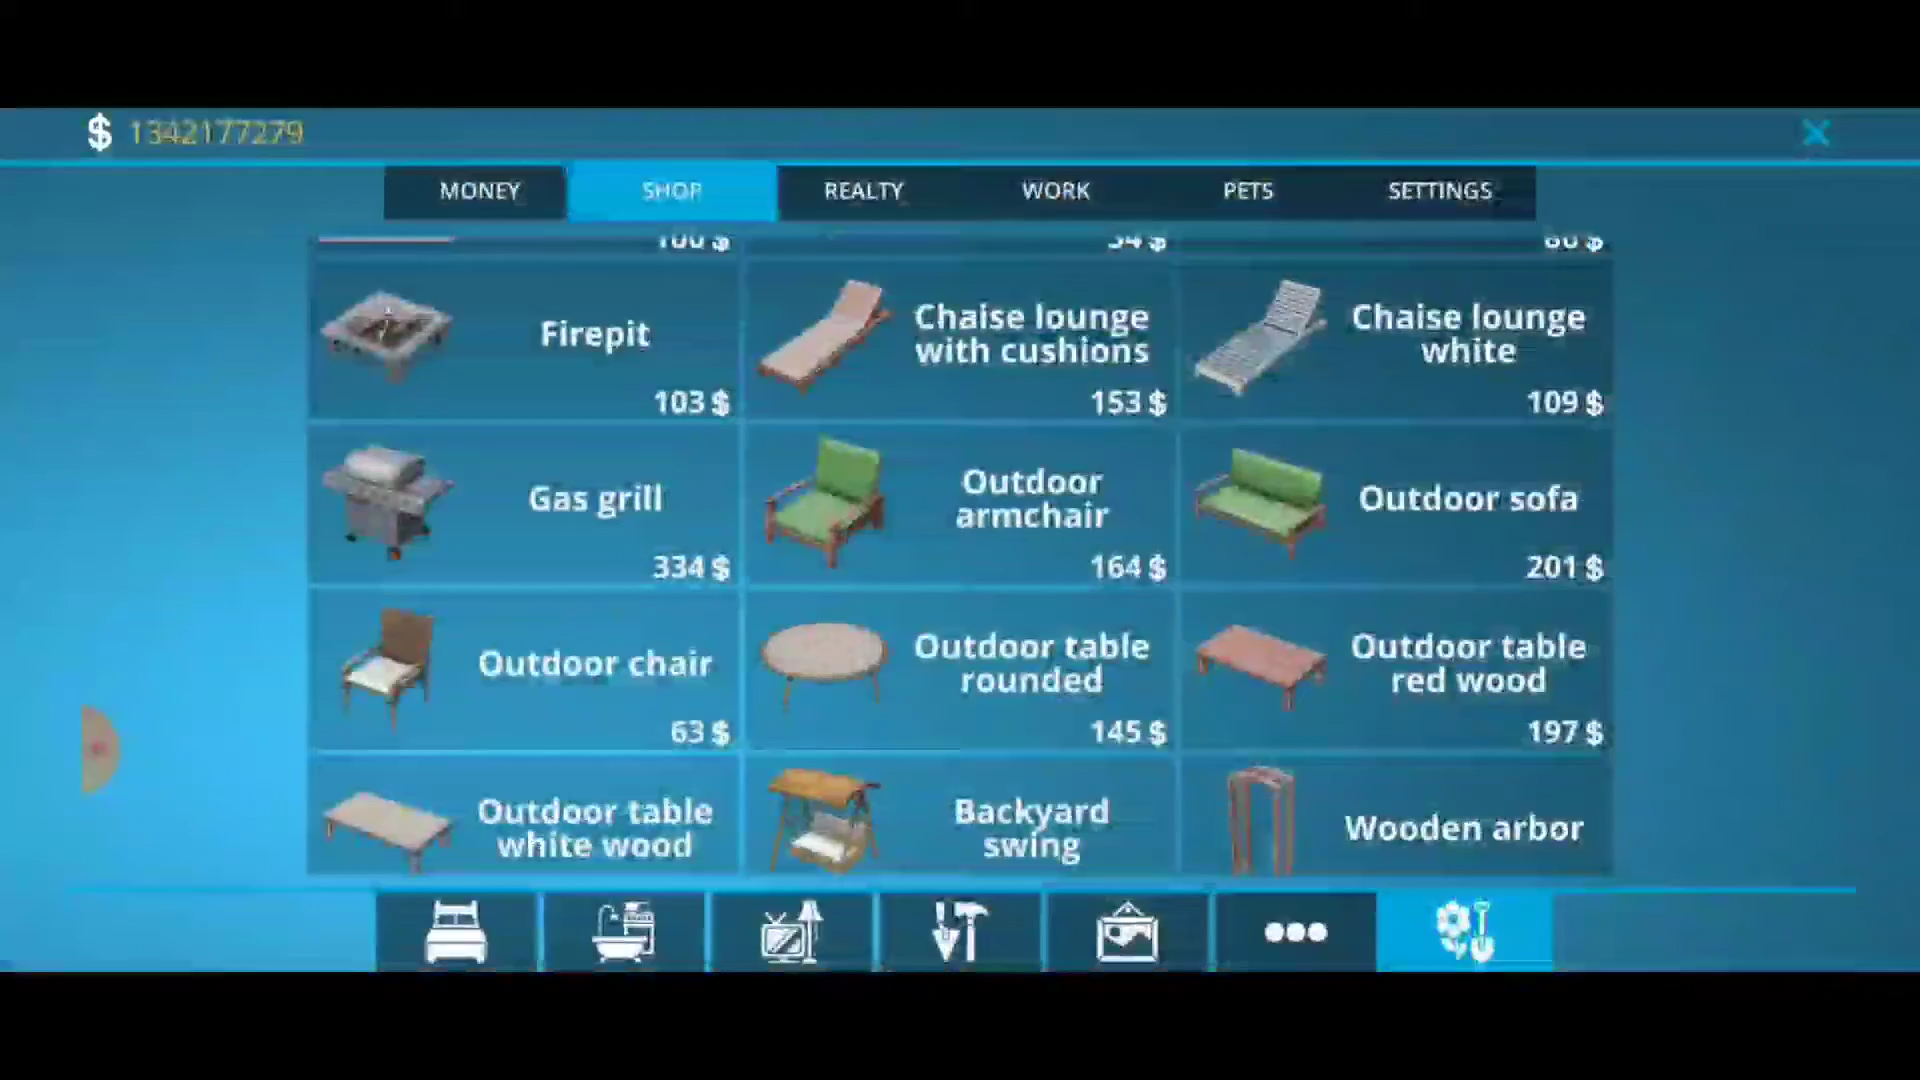 $ 1342177279
MONEY SHOP REALTY WORK PETS SETTINGS
Firepit
103 $
Chaise lounge
with cushions
153 $
Chaise lounge
white
109 $
Gas grill
334 $
Outdoor
armchair
164 $
Outdoor sofa
201 $
Outdoor chair
63 $
Outdoor table
rounded
145 $
Outdoor table
red wood
197 $
Outdoor table
white wood
Backyard
swing
Wooden arbor